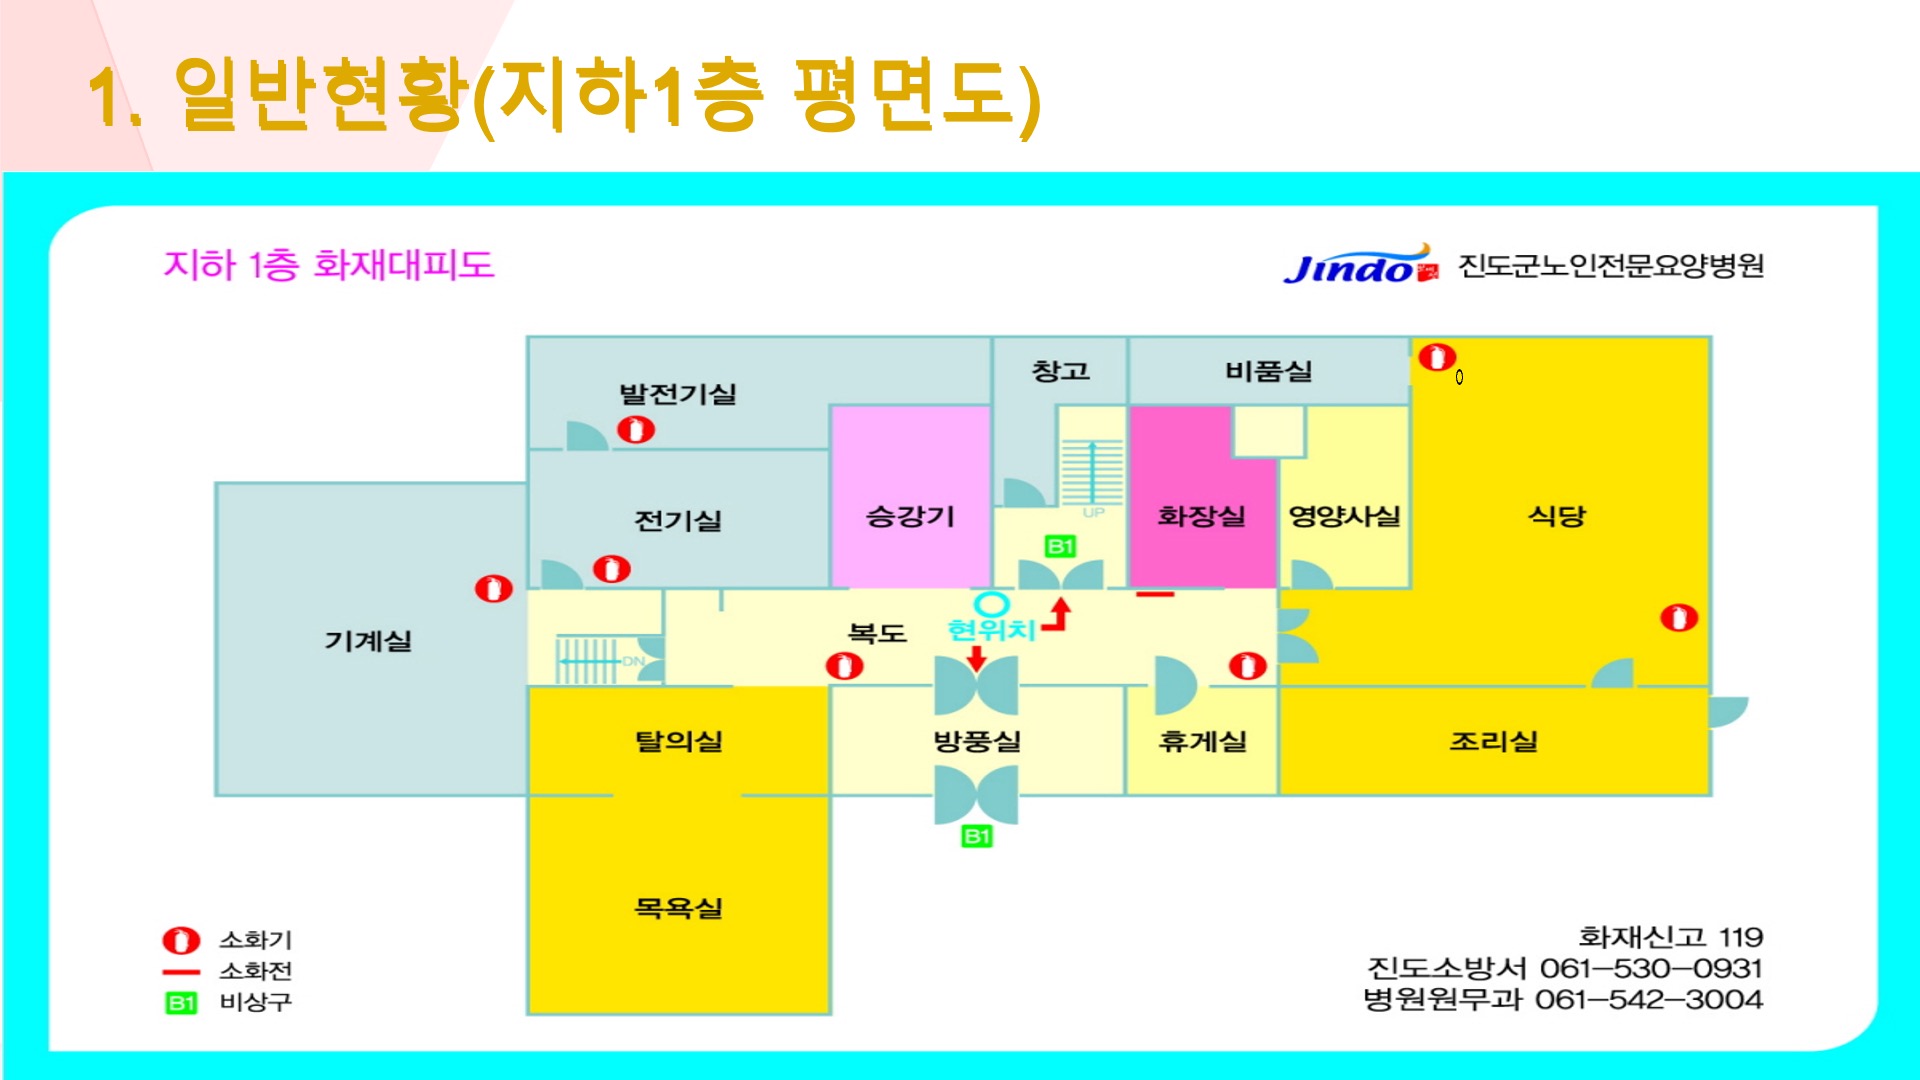 1. 일반현황(지하1층 평면도)
지하 1층 화재대피도
Jindo 진도군노인전문요양병원
발전기실
창고
비품실
전기실
승강기
UP
B1
화장실
영양사실
식당
기계실
DN
복도
현위치
탈의실
방풍실
휴게실
조리실
B1
목욕실
소화기
소화전
B1 비상구
화재신고 119
진도소방서 061-530-0931
병원원무과 061-542-3004